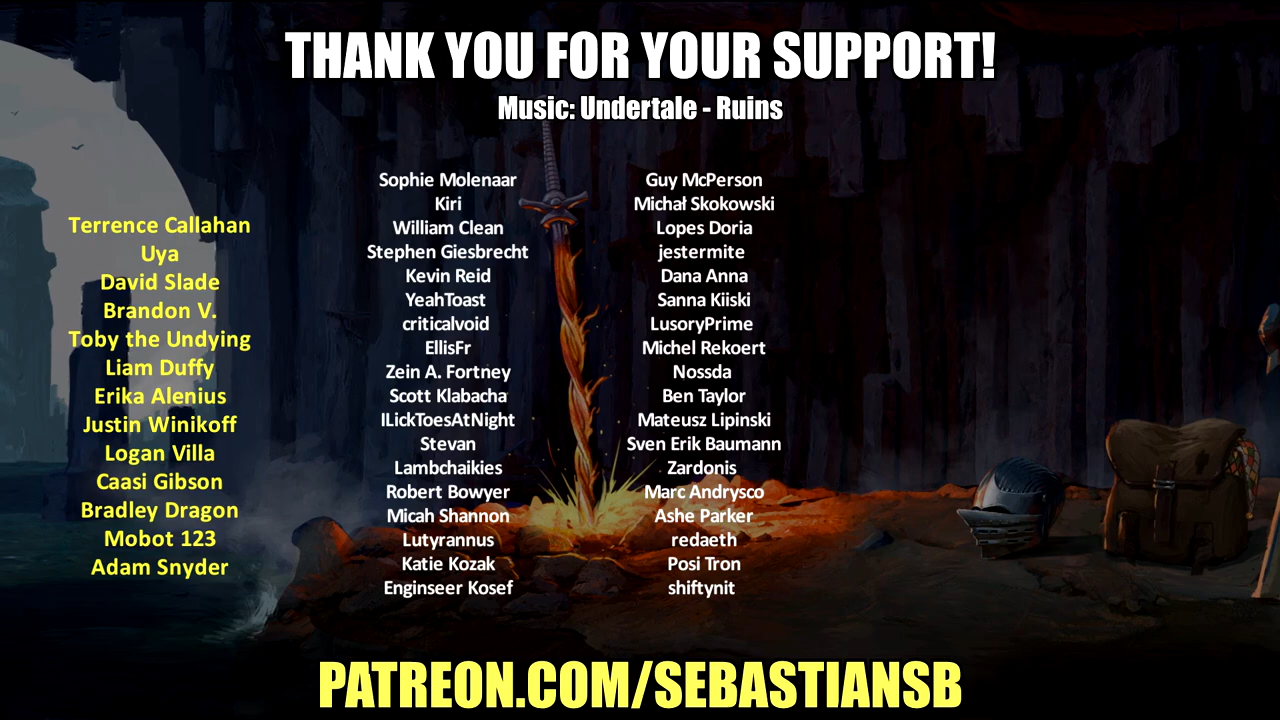 THANK YOU FOR YOUR SUPPORT!
Music: Undertale - Ruins
Terrence Callahan
Uya
David Slade
Brandon V.
Toby the Undying
Liam Duffy
Erika Alenius
Justin Winikoff
Logan Villa
Caasi Gibson
Bradley Dragon
Mobot 123
Adam Snyder
Sophie Molenaar
Kiri
William Clean
Stephen Giesbrecht
Kevin Reid
YeahToast
criticalvoid
EllisFr
Zein A. Fortney
Scott Klabacha
ILickToesAtNight
Stevan
Lambchaikies
Robert Bowyer
Micah Shannon
Lutyrannus
Katie Kozak
Enginseer Kosef
Guy McPerson
Michał Skokowski
Lopes Doria
jestermite
Dana Anna
Sanna Kiiski
LusoryPrime
Michel Rekoert
Nossda
Ben Taylor
Mateusz Lipinski
Sven Erik Baumann
Zardonis
Marc Andrysco
Ashe Parker
redaeth
Posi Tron
shiftynit
PATREON.COM/SEBASTIANSB